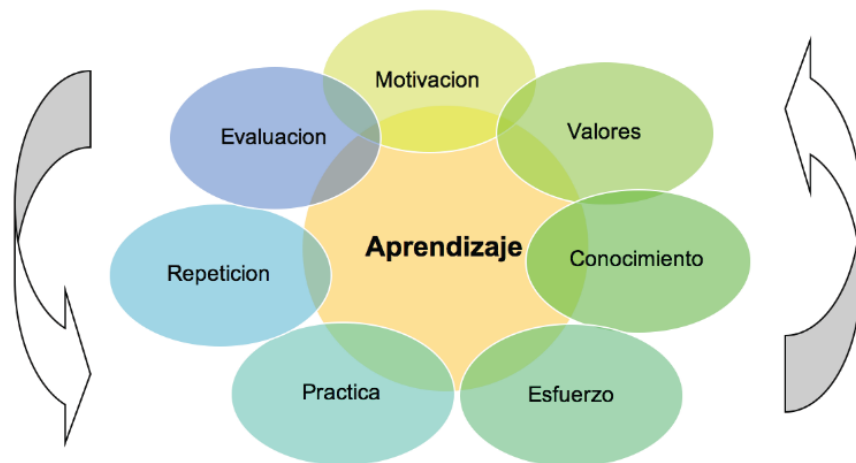 Motivacion
Evaluacion
Valores
Aprendizaje
Conocimiento
Repeticion
Practica
Esfuerzo